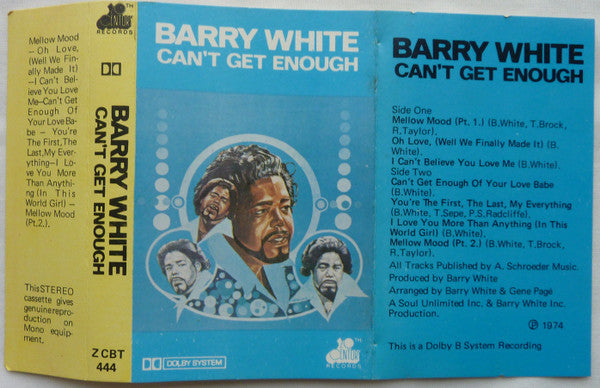 20TH
CENTURY
RECORDS
Mellow Mood
– Oh Love,
(Well We Fin-
ally Made It)
–I Can't Bel-
ieve You Love
Me–Can't Get
Enough Of
Your Love Ba-
be – You're
The First, The
Last, My Ever-
ything–I Lo-
ve You More
Than Anythi-
ng (In This
World Girl) –
Mellow Mood
(Pt.2.).
This STEREO
cassette gives
genuine repro-
duction on
Mono equip-
ment.
BARRY WHITE
CAN'T GET ENOUGH
Z CBT
444
BARRY WHITE
CAN'T GET ENOUGH
DOLBY SYSTEM
20TH
CENTURY
RECORDS
BARRY WHITE
CAN'T GET ENOUGH
Side One
Mellow Mood (Pt. 1.) (B.White, T.Brock,
R.Taylor).
Oh Love, (Well We Finally Made It) (B.
White).
I Can't Believe You Love Me (B.White).
Side Two
Can't Get Enough Of Your Love Babe
(B.White).
You're The First, The Last, My Everything
(B.White, T.Sepe, P.S.Radcliffe).
I Love You More Than Anything (In This
World Girl) (B.White).
Mellow Mood (Pt. 2.) (B.White, T.Brock,
R.Taylor).
All Tracks Published by A. Schroeder Music.
Produced by Barry White
Arranged by Barry White & Gene Page
A Soul Unlimited Inc. & Barry White Inc.
Production.
℗ 1974
This is a Dolby B System Recording